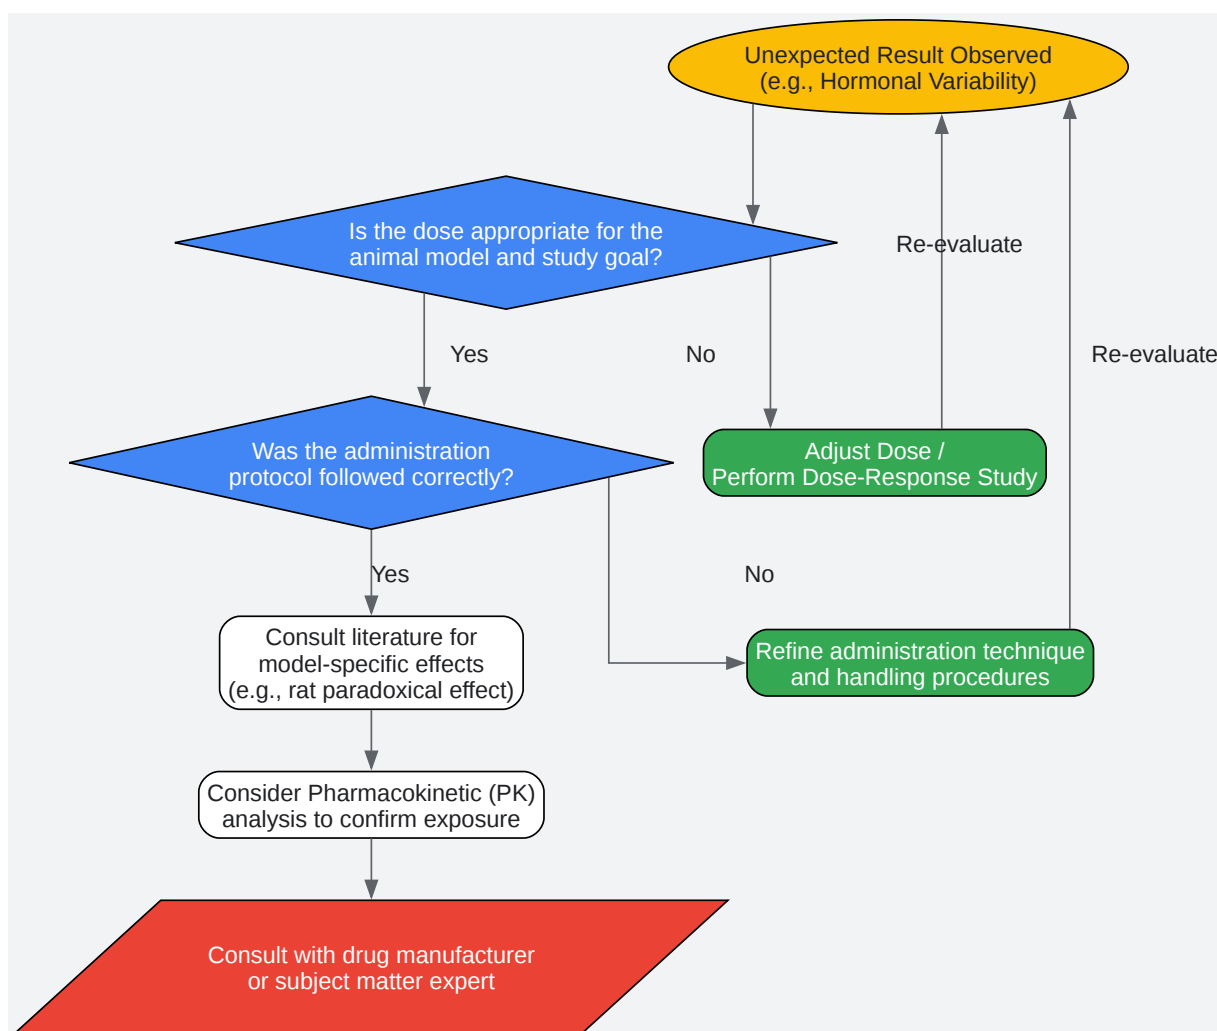 Unexpected Result Observed
(e.g., Hormonal Variability)
Is the dose appropriate for the
animal model and study goal?
Re-evaluate
Yes
No
Re-evaluate
Was the administration
protocol followed correctly?
Adjust Dose /
Perform Dose-Response Study
Yes
No
Consult literature for
model-specific effects
(e.g., rat paradoxical effect)
Refine administration technique
and handling procedures
Consider Pharmacokinetic (PK)
analysis to confirm exposure
Consult with drug manufacturer
or subject matter expert